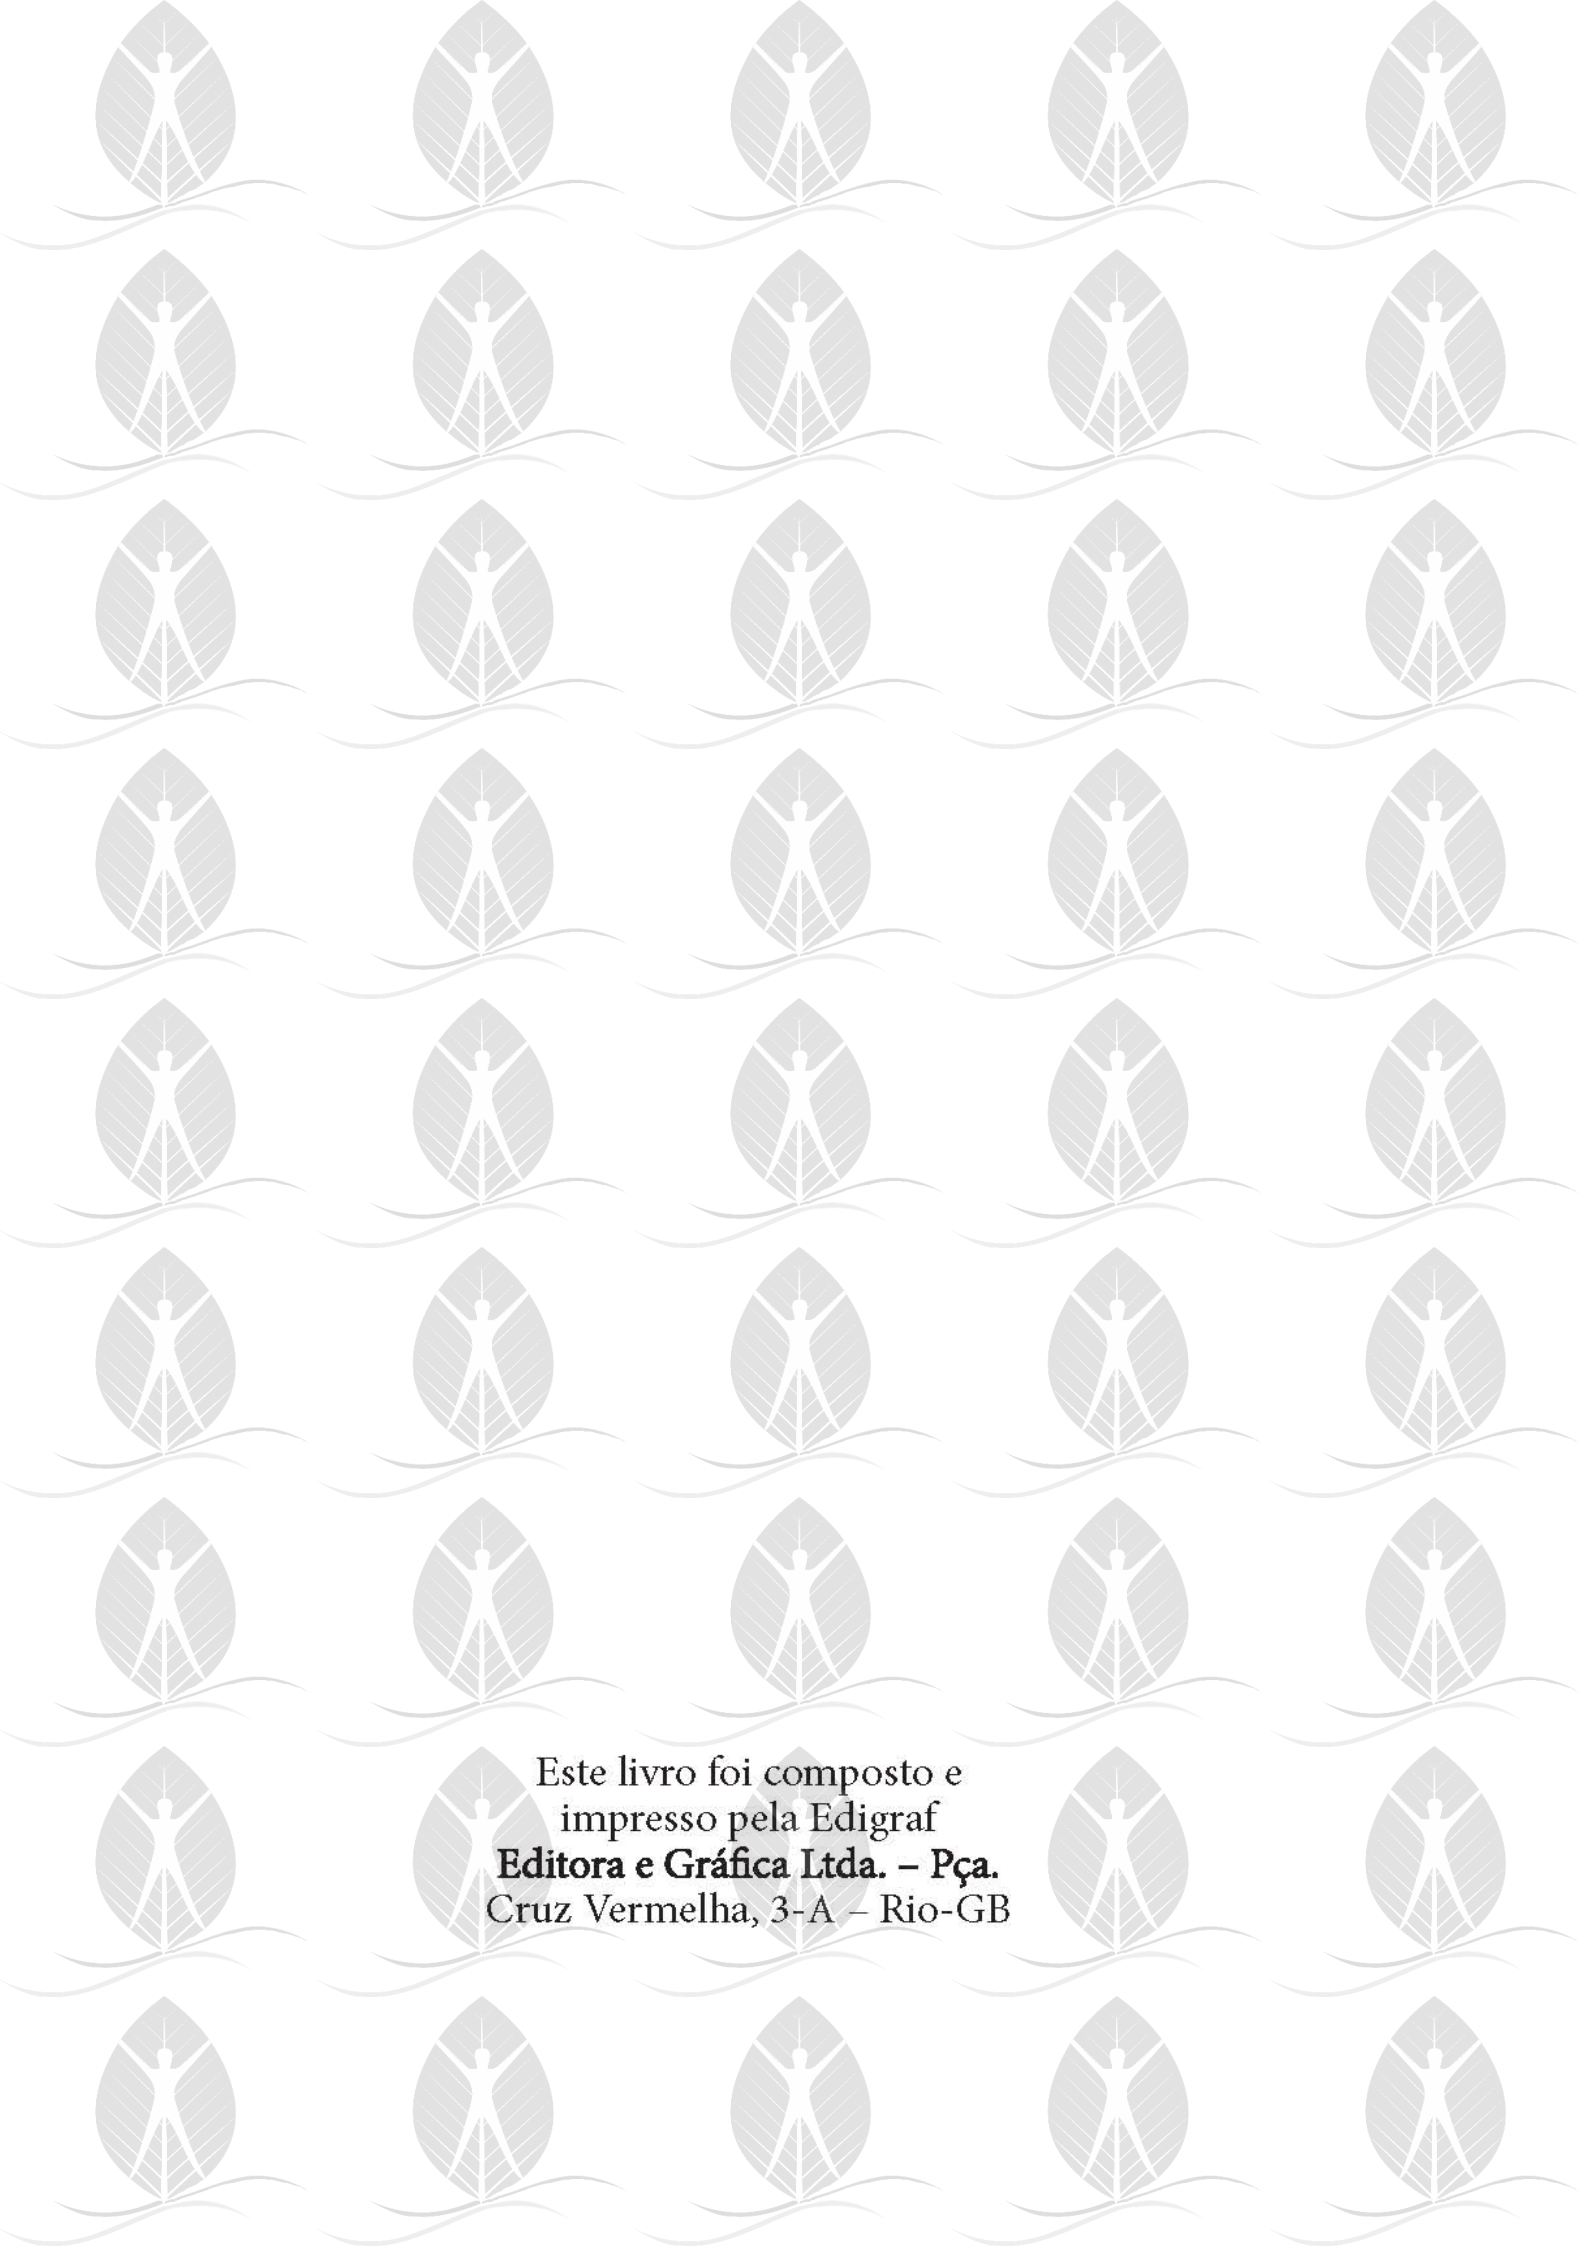 Este livro foi composto e
impresso pela Edigraf
Editora e Gráfica Ltda. – Pça.
Cruz Vermelha, 3-A – Rio-GB